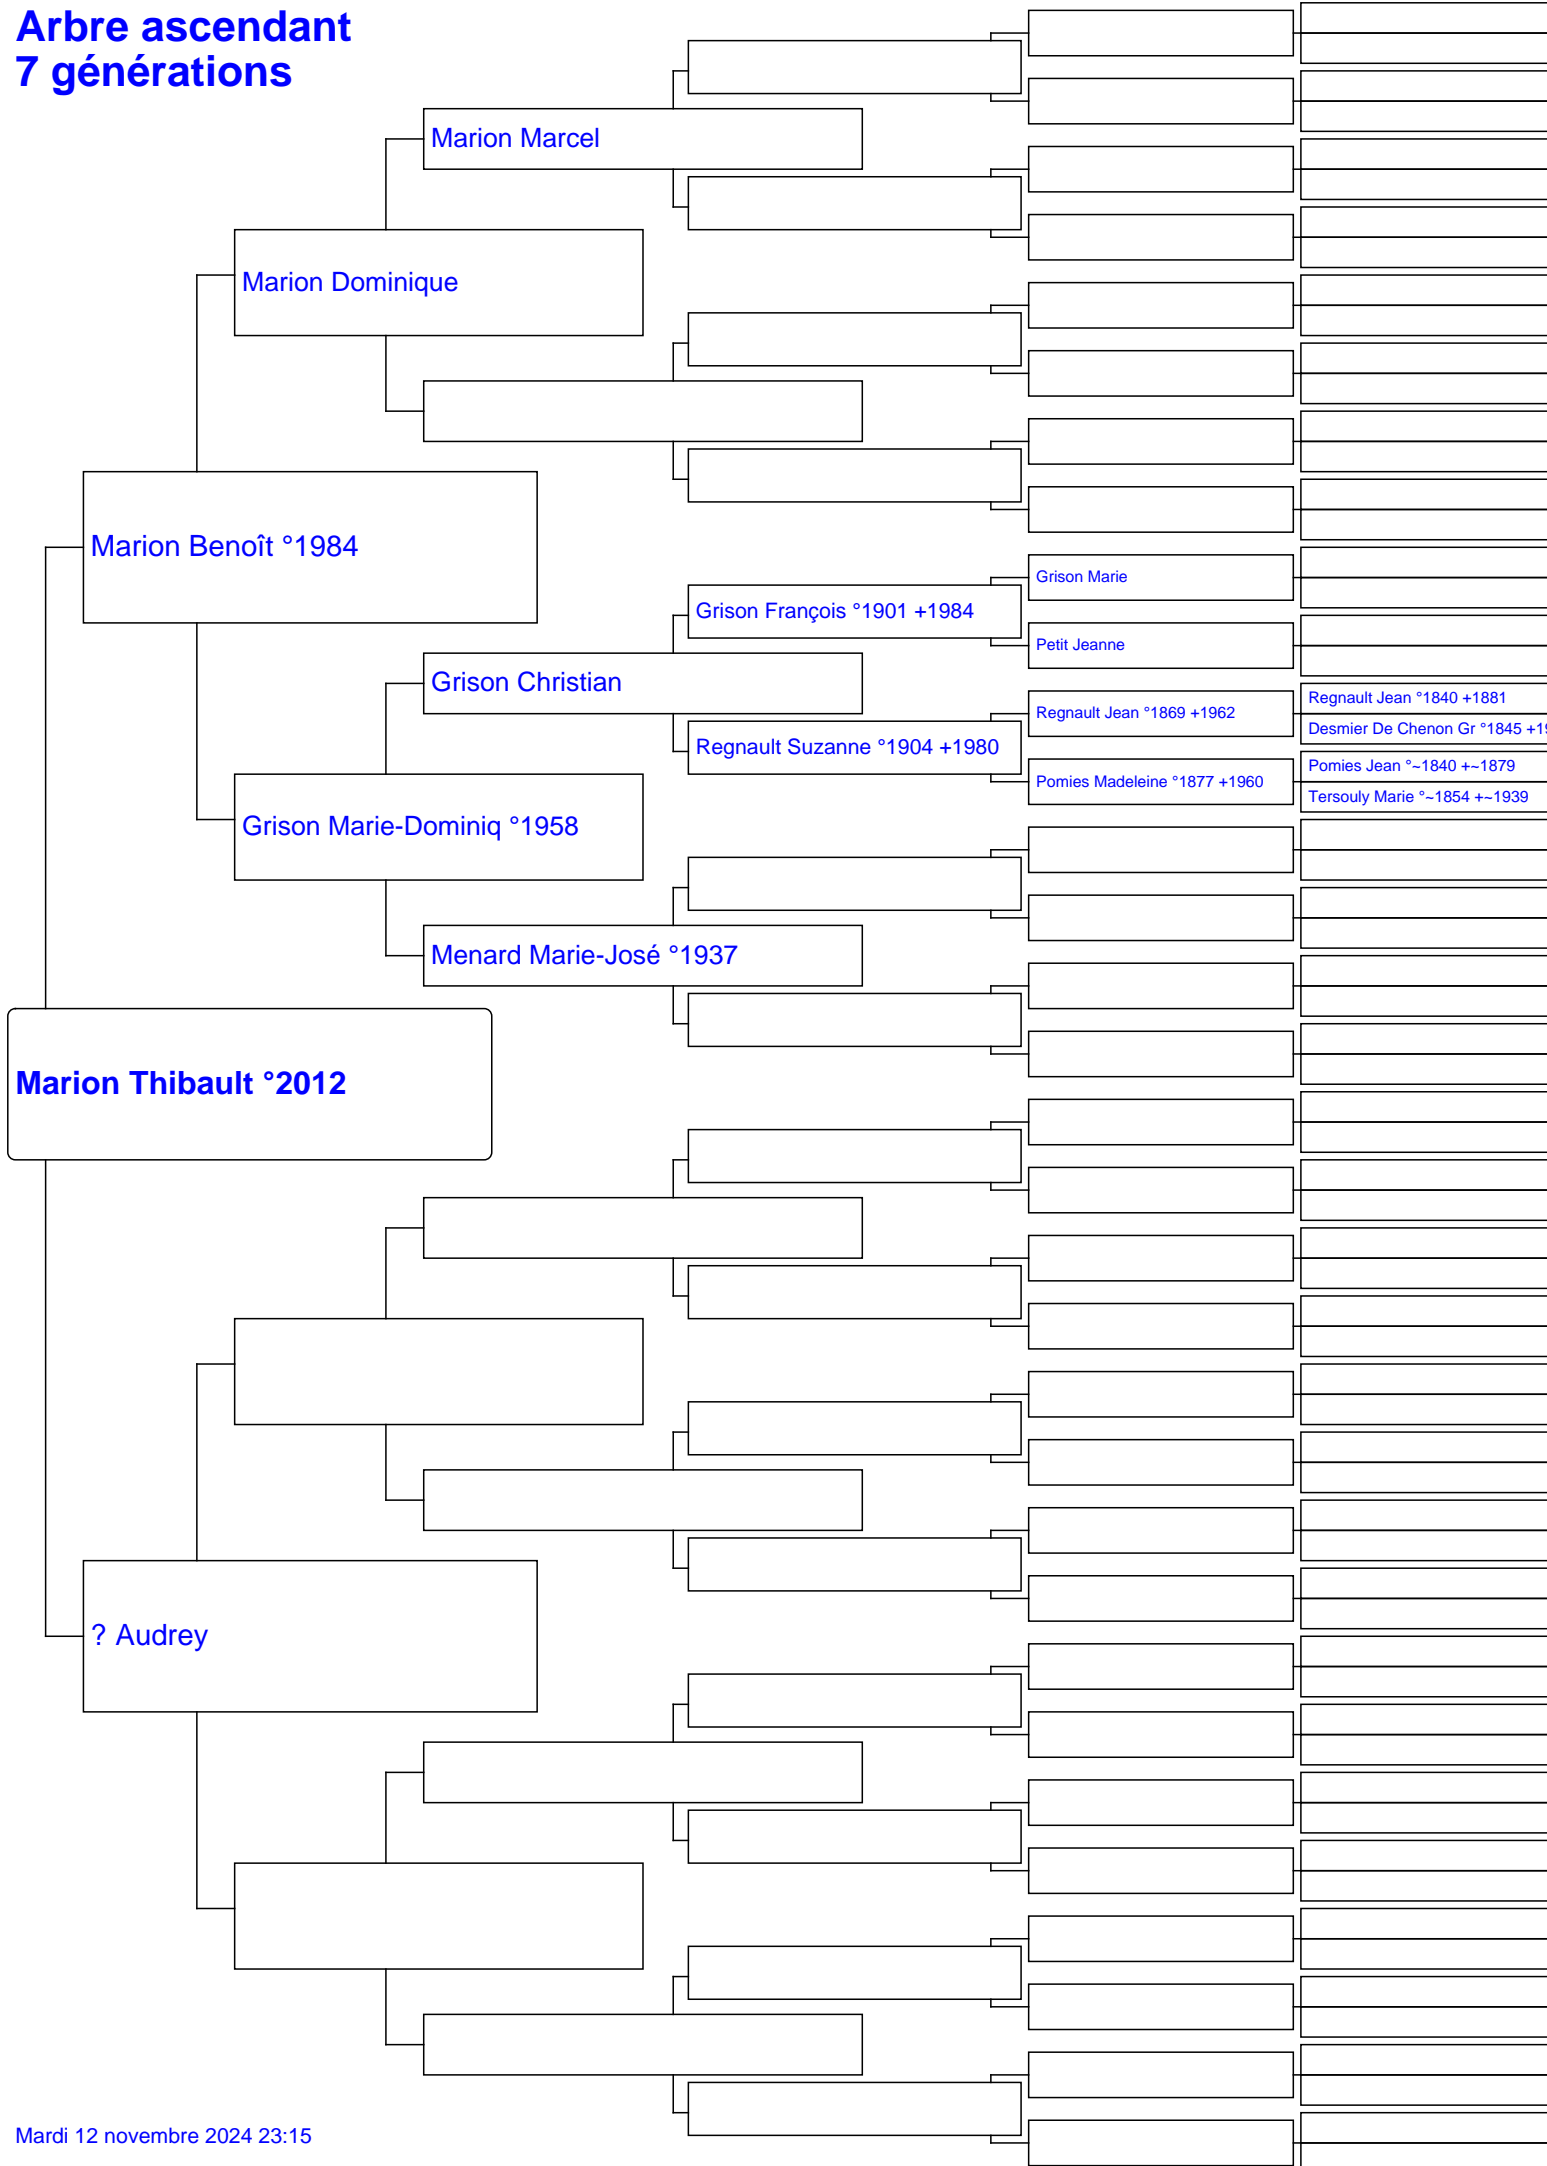 Arbre ascendant
7 générations
Marion Marcel
Marion Dominique
Marion Benoît °1984
Grison Marie
Grison François °1901 +1984
Petit Jeanne
Grison Christian
Regnault Jean °1869 +1962
Regnault Jean °1840 +1881
Desmier De Chenon Gr °1845 +19
Regnault Suzanne °1904 +1980
Pomies Madeleine °1877 +1960
Pomies Jean °~1840 +~1879
Tersouly Marie °~1854 +~1939
Grison Marie-Dominiq °1958
Menard Marie-José °1937
Marion Thibault °2012
? Audrey
Mardi 12 novembre 2024 23:15